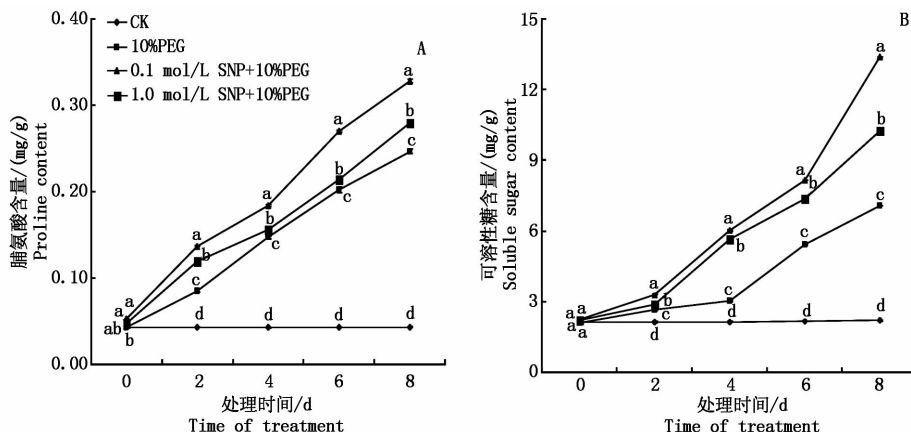 0.40
0.30
0.20
0.10
0.00
脯氨酸含量/(mg/g)
Proline content
CK
10%PEG
0.1 mol/L SNP+10%PEG
1.0 mol/L SNP+10%PEG
A
a
a
a
a
a
ab
b
b
b
b
b
c
c
c
c
d
d
d
d
0 2 4 6 8
处理时间/d
Time of treatment
15
12
9
6
3
0
可溶性糖含量/(mg/g)
Soluble sugar content
B
a
a
a
a
a
a
a
b
b
b
b
c
c
c
c
d
d
d
d
0 2 4 6 8
处理时间/d
Time of treatment